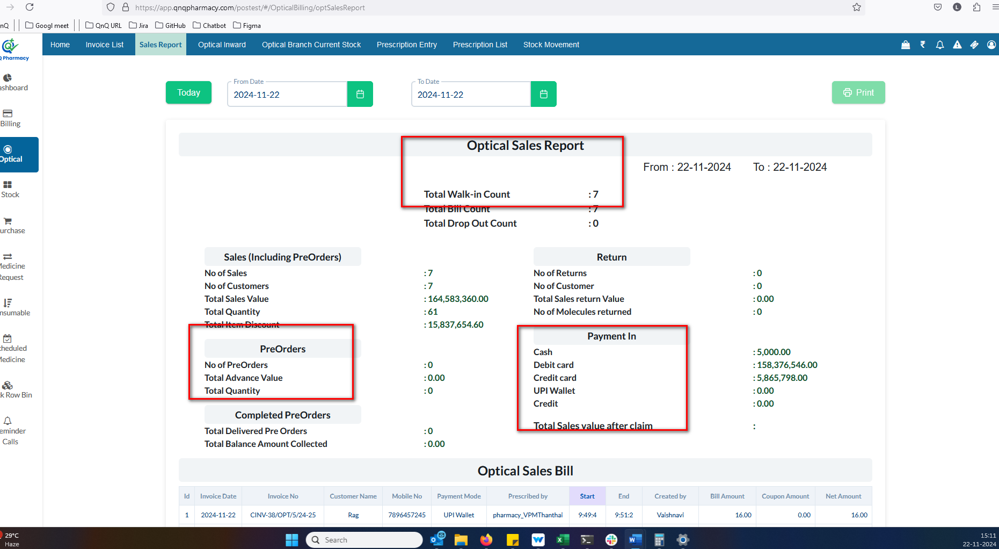 https://app.qnqpharmacy.com/postest/#/OpticalBilling/optSalesReport
L
nQ
Googl meet
QnQ URL
Jira
GitHub
Chatbot
Figma
Q Pharmacy
Home
Invoice List
Sales Report
Optical Inward
Optical Branch Current Stock
Prescription Entry
Prescription List
Stock Movement
ashboard
Billing
Optical
Stock
urchase
Medicine
Request
nsumable
cheduled
Medicine
k Row Bin
eminder
Calls
Today
From Date
2024-11-22
To Date
2024-11-22
Print
Optical Sales Report
From : 22-11-2024 To : 22-11-2024
Total Walk-in Count : 7
Total Bill Count : 7
Total Drop Out Count : 0
Sales (Including PreOrders)
No of Sales : 7
No of Customers : 7
Total Sales Value : 164,583,360.00
Total Quantity : 61
Total Item Discount : 15,837,654.60
Return
No of Returns : 0
No of Customer : 0
Total Sales return Value : 0.00
No of Molecules returned : 0
PreOrders
No of PreOrders : 0
Total Advance Value : 0.00
Total Quantity : 0
Payment In
Cash : 5,000.00
Debit card : 158,376,546.00
Credit card : 5,865,798.00
UPI Wallet : 0.00
Credit : 0.00
Total Sales value after claim :
Completed PreOrders
Total Delivered Pre Orders : 0
Total Balance Amount Collected : 0.00
Optical Sales Bill
Id Invoice Date Invoice No Customer Name Mobile No Payment Mode Prescribed by Start End Created by Bill Amount Coupon Amount Net Amount
1 2024-11-22 CINV-38/OPT/5/24-25 Rag 7896457245 UPI Wallet pharmacy_VPMThanthai 9:49:4 9:51:2 Vaishnavi 16.00 0.00 16.00
29°C
Haze
Search
15:11
22-11-2024